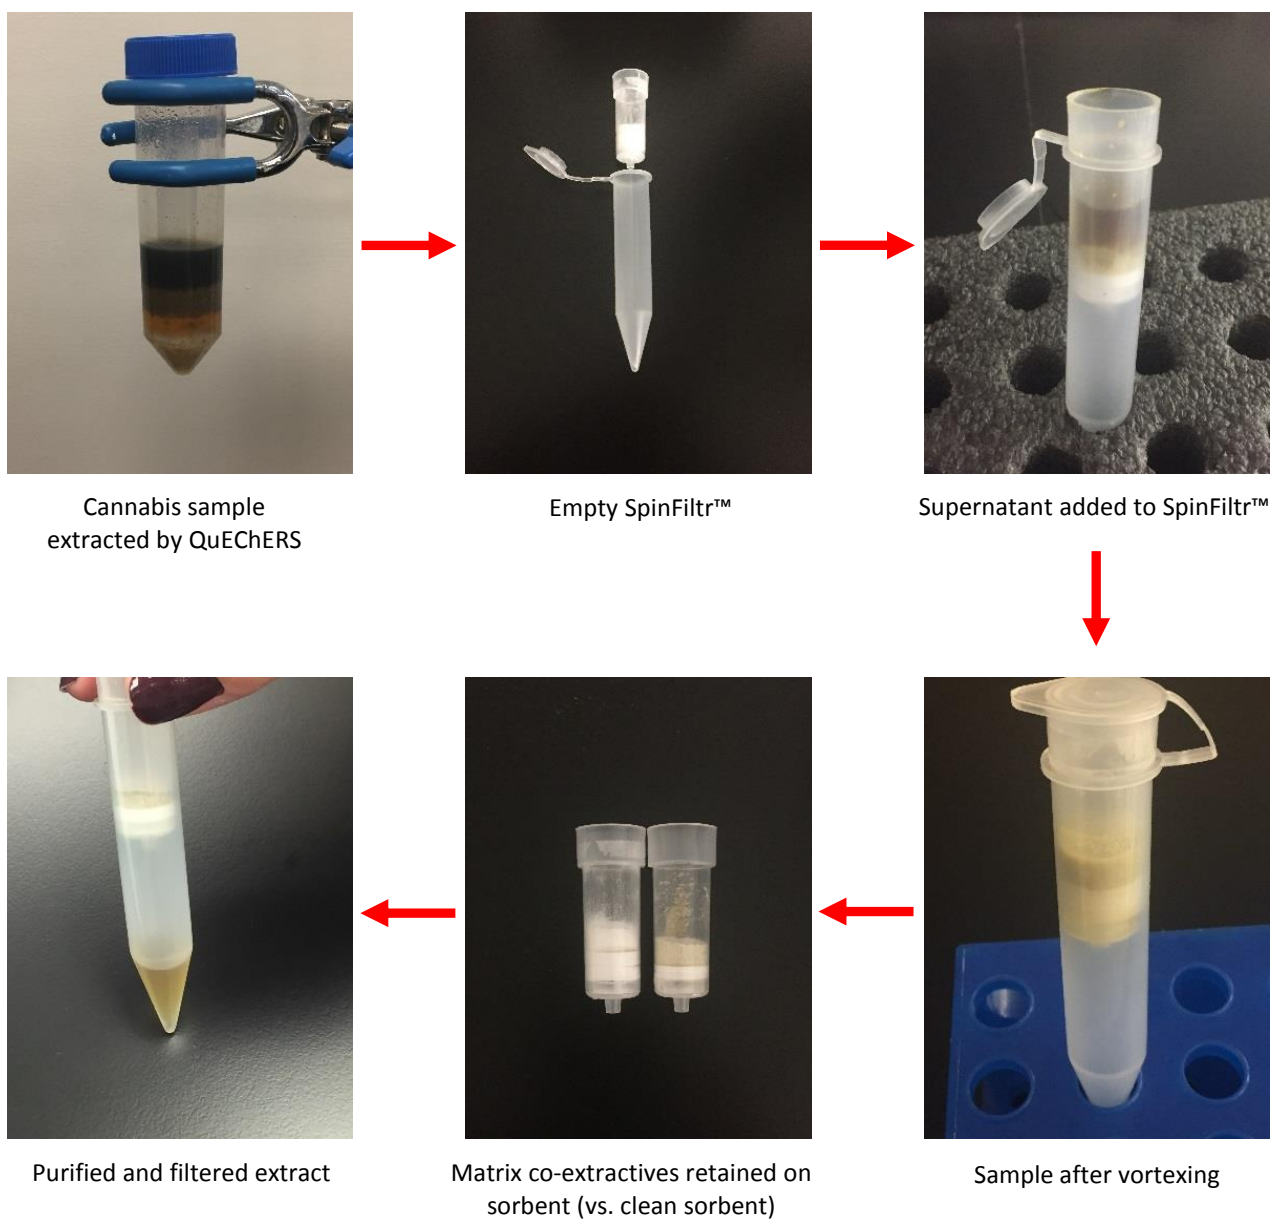 Cannabis sample
extracted by QuEChERS
Empty SpinFiltr™
Supernatant added to SpinFiltr™
Purified and filtered extract
Matrix co-extractives retained on
sorbent (vs. clean sorbent)
Sample after vortexing